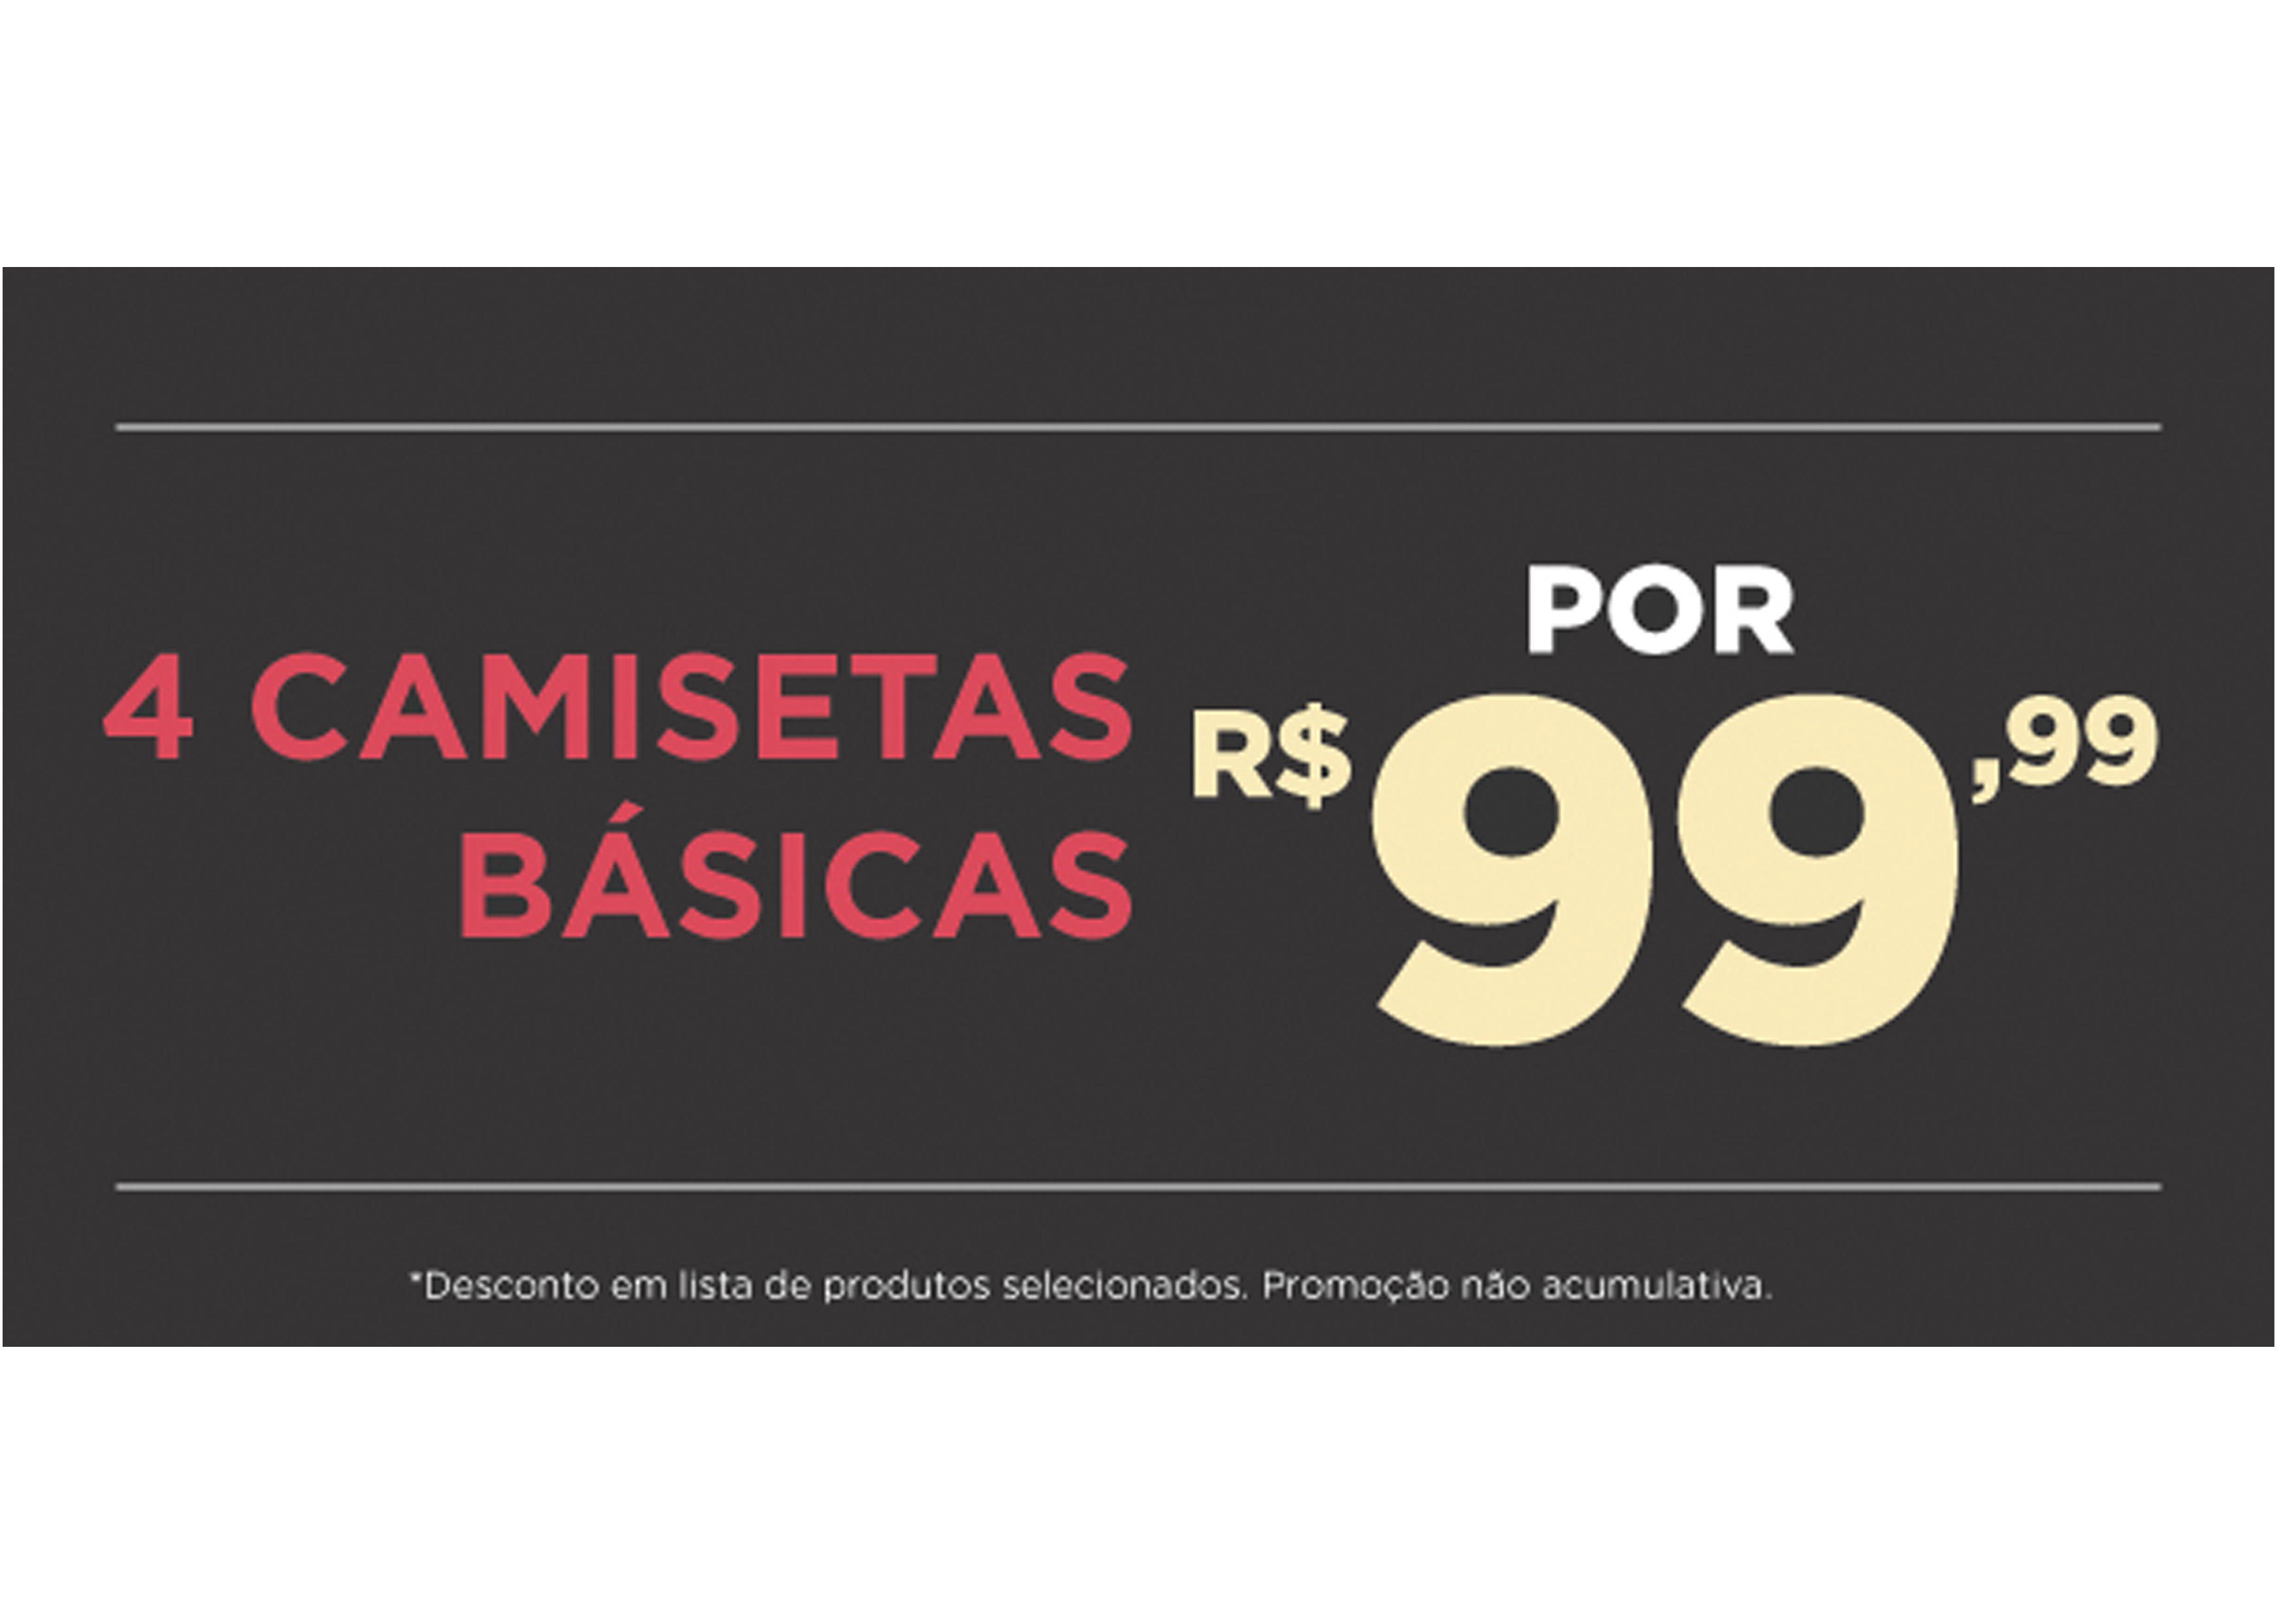 4 CAMISETAS
BÁSICAS
POR
R$99,99
*Desconto em lista de produtos selecionados. Promoção não acumulativa.